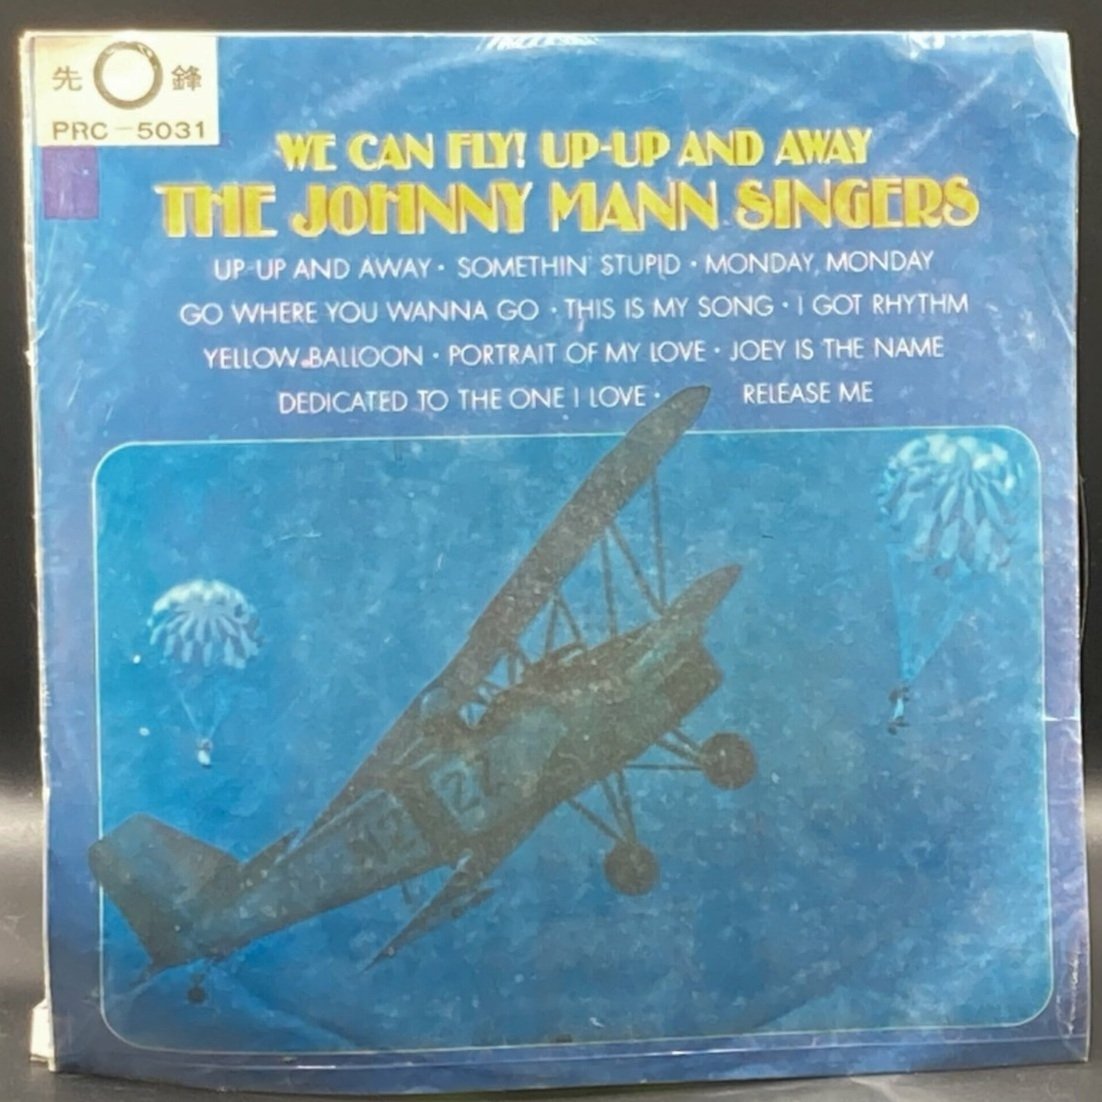 先 鋒
PRC-5031
WE CAN FLY! UP-UP AND AWAY
THE JOHNNY MANN SINGERS
UP-UP AND AWAY · SOMETHIN' STUPID · MONDAY, MONDAY
GO WHERE YOU WANNA GO · THIS IS MY SONG · I GOT RHYTHM
YELLOW BALLOON · PORTRAIT OF MY LOVE · JOEY IS THE NAME
DEDICATED TO THE ONE I LOVE · RELEASE ME